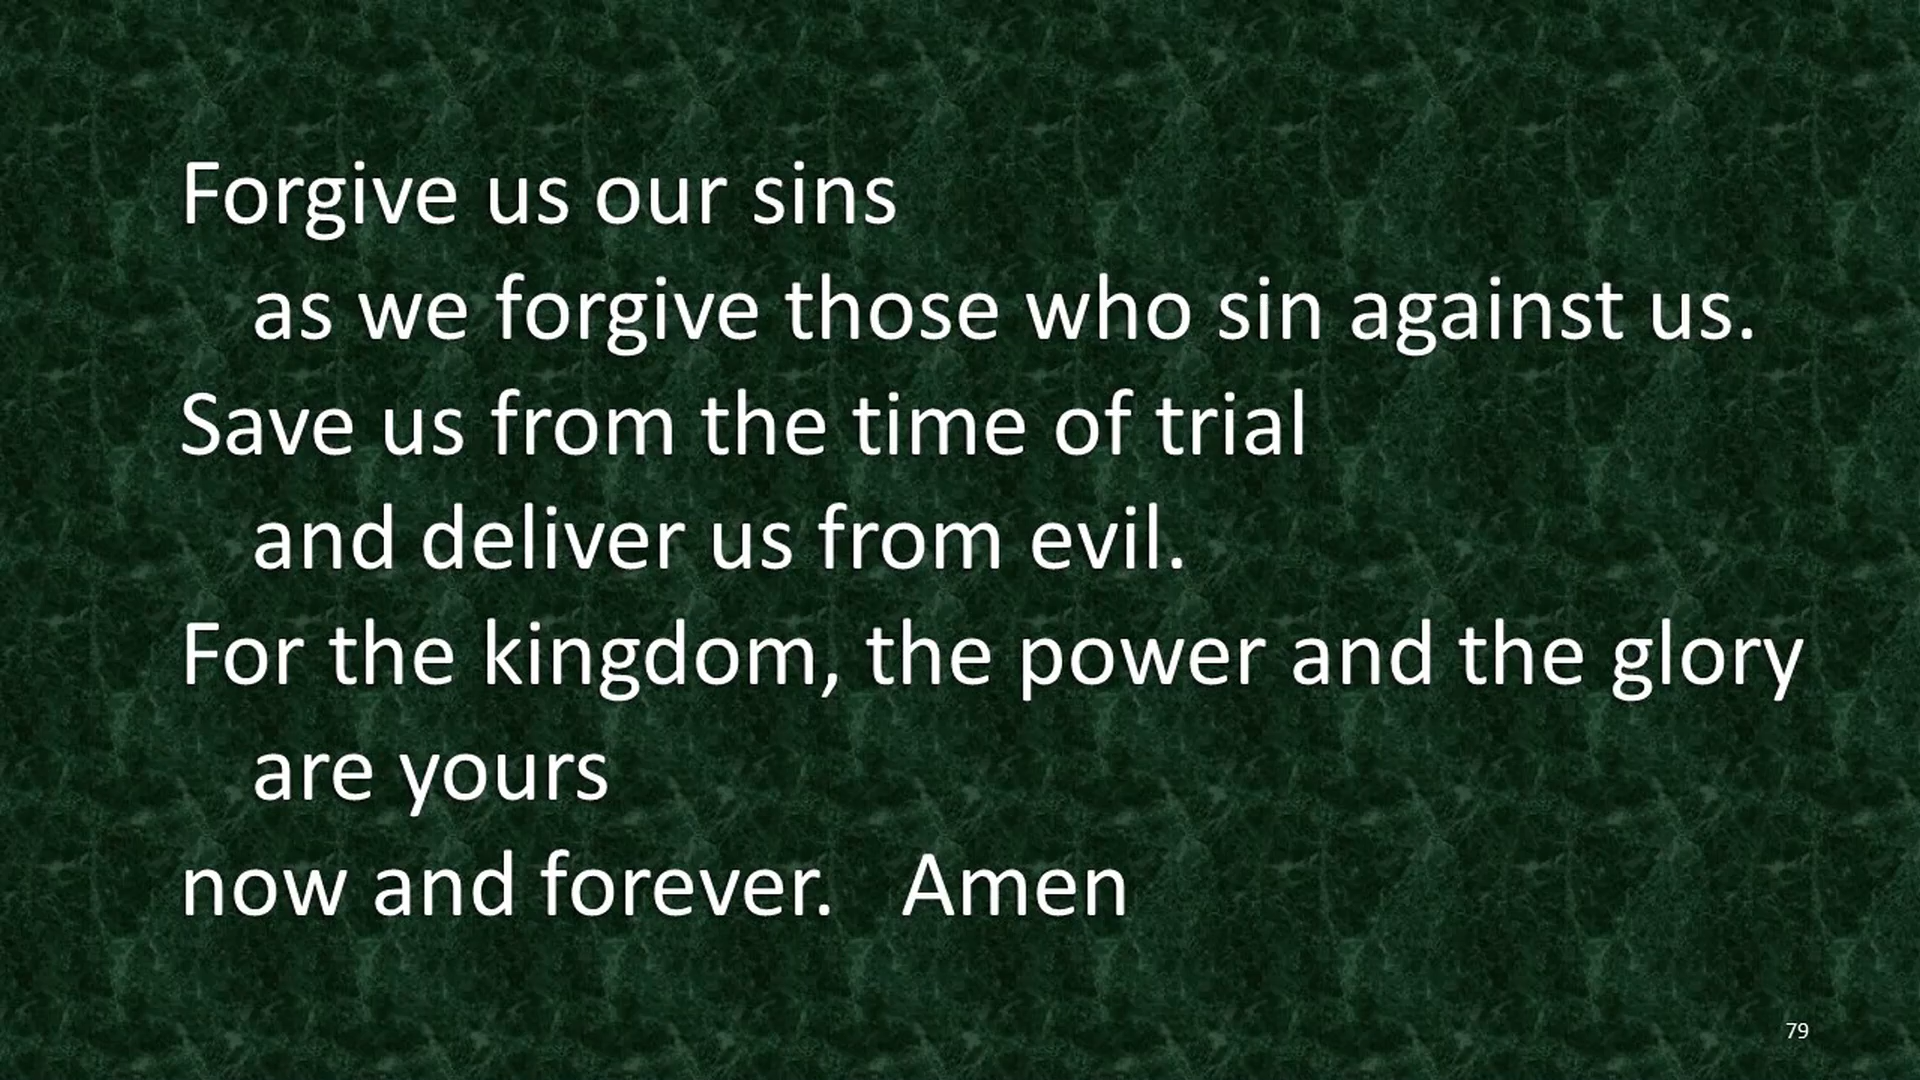 Forgive us our sins
as we forgive those who sin against us.
Save us from the time of trial
and deliver us from evil.
For the kingdom, the power and the glory
are yours
now and forever. Amen
79